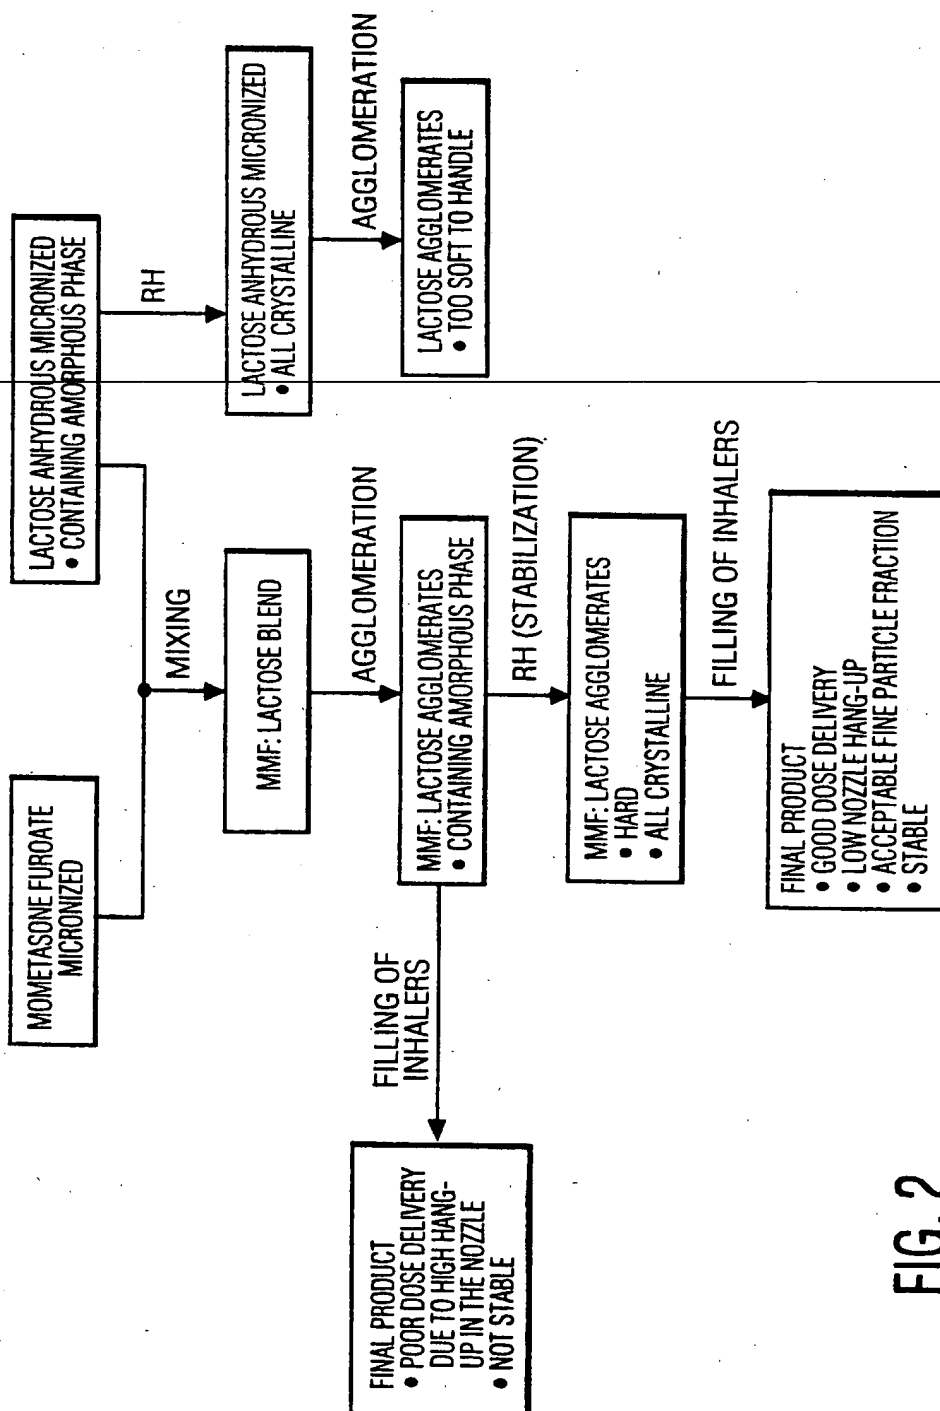 MOMETASONE FUROATE
MICRONIZED
LACTOSE ANHYDROUS MICRONIZED
• CONTAINING AMORPHOUS PHASE
MIXING
RH
MMF: LACTOSE BLEND
LACTOSE ANHYDROUS MICRONIZED
• ALL CRYSTALLINE
AGGLOMERATION
AGGLOMERATION
FILLING OF
INHALERS
MMF: LACTOSE AGGLOMERATES
• CONTAINING AMORPHOUS PHASE
LACTOSE AGGLOMERATES
• TOO SOFT TO HANDLE
FINAL PRODUCT
• POOR DOSE DELIVERY
DUE TO HIGH HANG-
UP IN THE NOZZLE
• NOT STABLE
RH (STABILIZATION)
MMF: LACTOSE AGGLOMERATES
• HARD
• ALL CRYSTALLINE
FILLING OF INHALERS
FINAL PRODUCT
• GOOD DOSE DELIVERY
• LOW NOZZLE HANG-UP
• ACCEPTABLE FINE PARTICLE FRACTION
• STABLE
FIG. 2